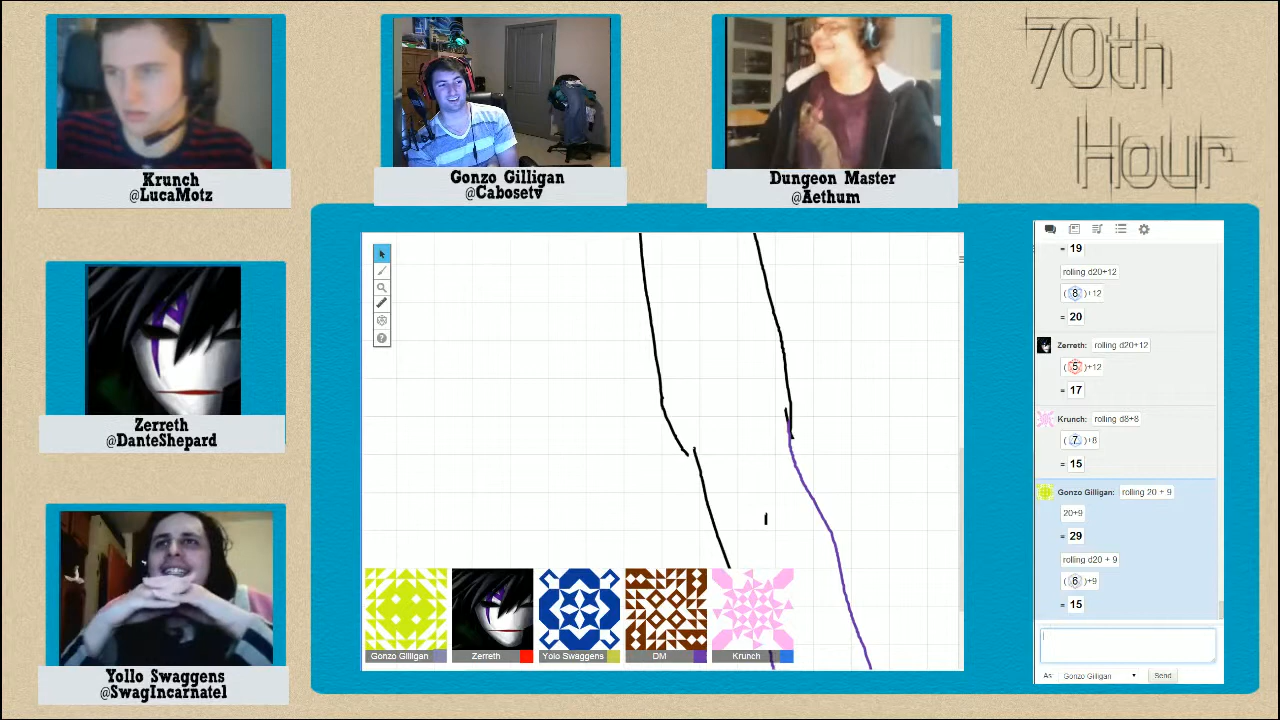 70th
Hour
Krunch
@LucaMotz
Gonzo Gilligan
@Cabosetv
Dungeon Master
@Aethum
Zerreth
@DanteShepard
Yollo Swaggens
@SwagIncarnate1
Gonzo Gilligan
Zerreth
Yolo Swaggens
DM
Krunch
= 19
rolling d20+12
(8)+12
= 20
Zerreth: rolling d20+12
(5)+12
= 17
Krunch: rolling d8+8
(7)+8
= 15
Gonzo Gilligan: rolling 20 + 9
20+9
= 29
rolling d20 + 9
(6)+9
= 15
As: Gonzo Gilligan Send